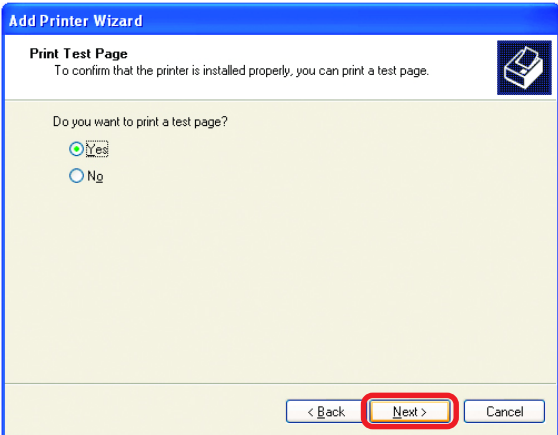 Add Printer Wizard
Print Test Page
To confirm that the printer is installed properly, you can print a test page.
Do you want to print a test page?
Yes
No
< Back Next > Cancel